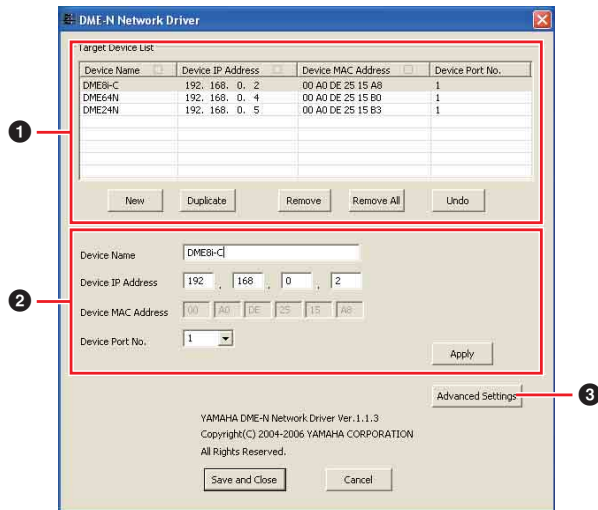 DME-N Network Driver
Target Device List
Device Name Device IP Address Device MAC Address Device Port No.
DME8i-C 192. 168. 0. 2 00 A0 DE 25 15 A8 1
DME64N 192. 168. 0. 4 00 A0 DE 25 15 B0 1
DME24N 192. 168. 0. 5 00 A0 DE 25 15 B3 1
1
New Duplicate Remove Remove All Undo
Device Name DME8i-C
Device IP Address 192 . 168 . 0 . 2
2
Device MAC Address 00 A0 DE 25 15 A8
Device Port No. 1
Apply
Advanced Settings 3
YAMAHA DME-N Network Driver Ver.1.1.3
Copyright(C) 2004-2006 YAMAHA CORPORATION
All Rights Reserved.
Save and Close Cancel